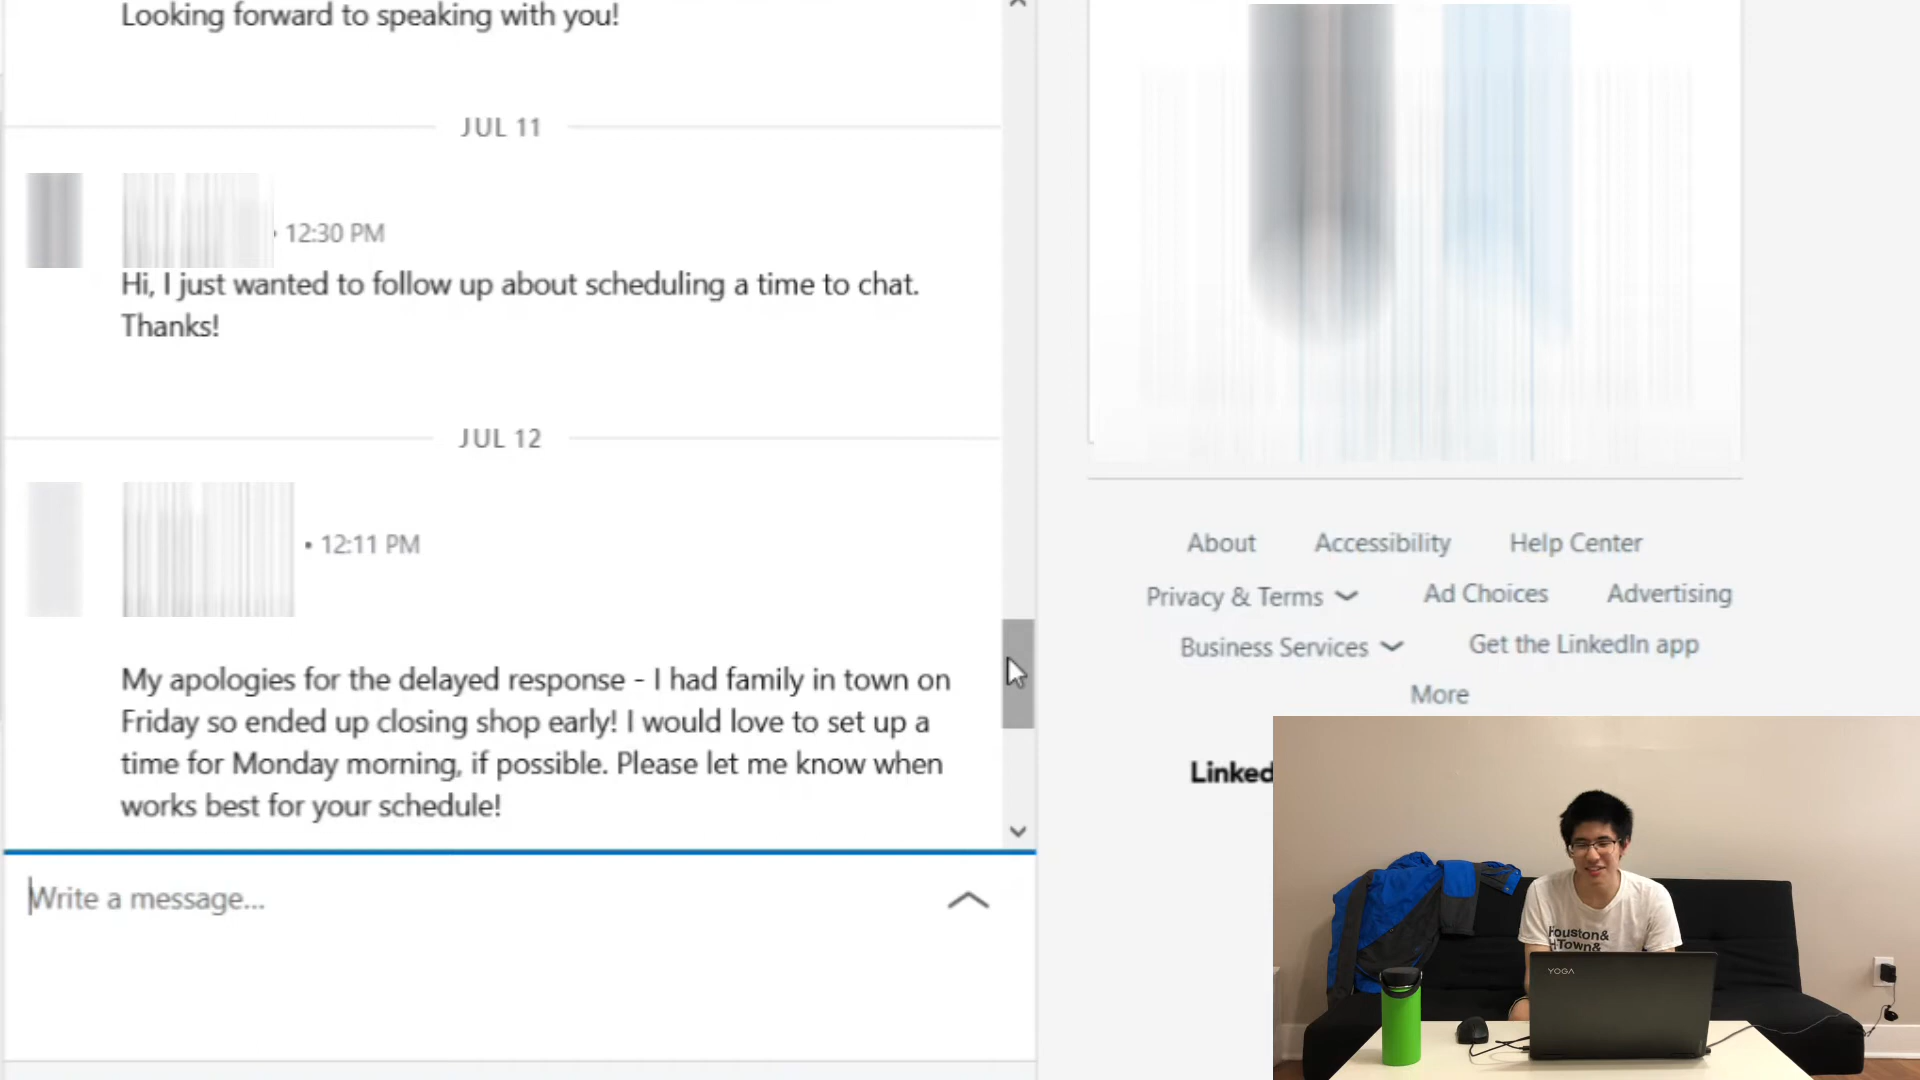 Looking forward to speaking with you!
JUL 11
• 12:30 PM
Hi, I just wanted to follow up about scheduling a time to chat.
Thanks!
JUL 12
• 12:11 PM
My apologies for the delayed response - I had family in town on
Friday so ended up closing shop early! I would love to set up a
time for Monday morning, if possible. Please let me know when
works best for your schedule!
Write a message...
About Accessibility Help Center
Privacy & Terms Ad Choices Advertising
Business Services Get the LinkedIn app
More
Linked
Houston&
HTown&
YOGA